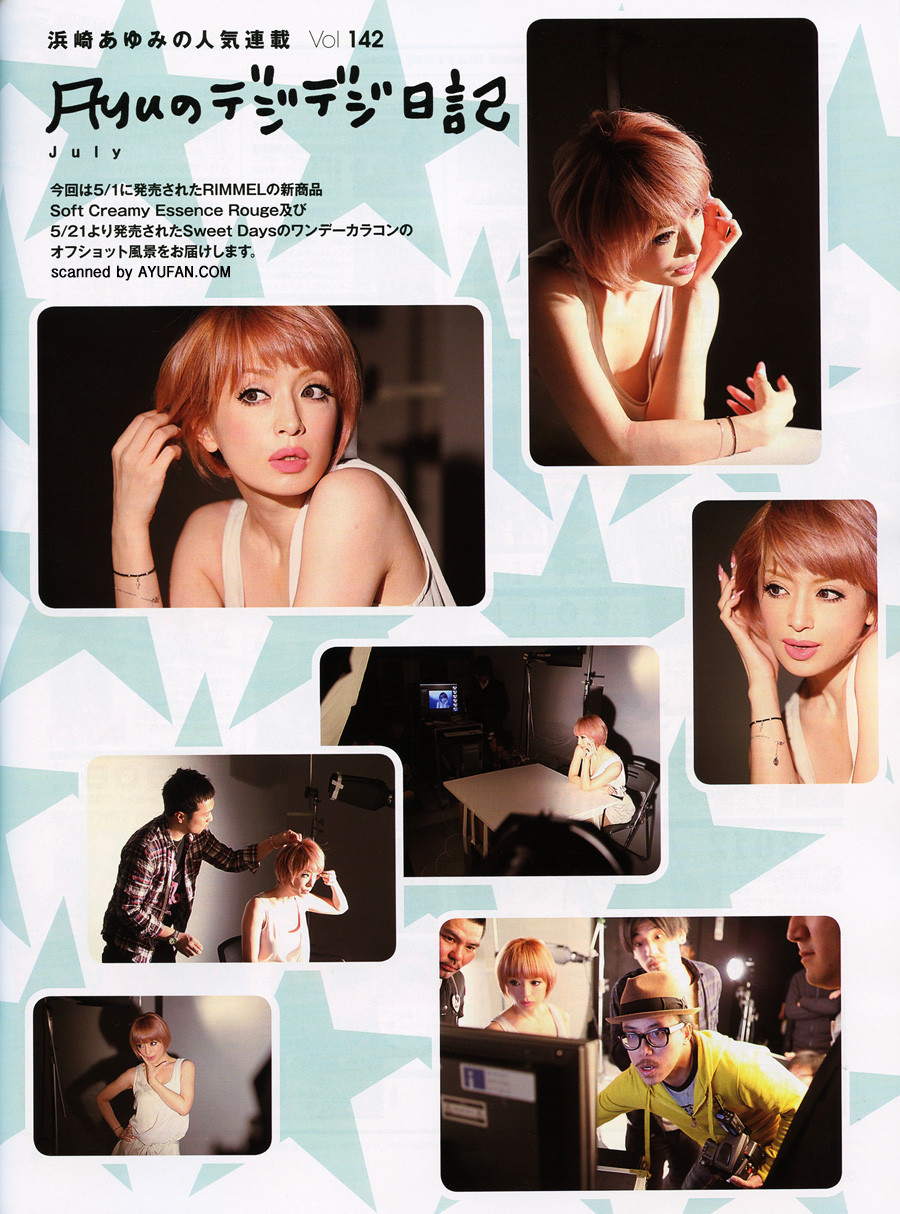 浜崎あゆみの人気連載 Vol 142
Ayuのデジデジ日記
July
今回は5/1に発売されたRIMMELの新商品
Soft Creamy Essence Rouge及び
5/21より発売されたSweet Daysのワンデーカラコンの
オフショット風景をお届けします。
scanned by AYUFAN.COM